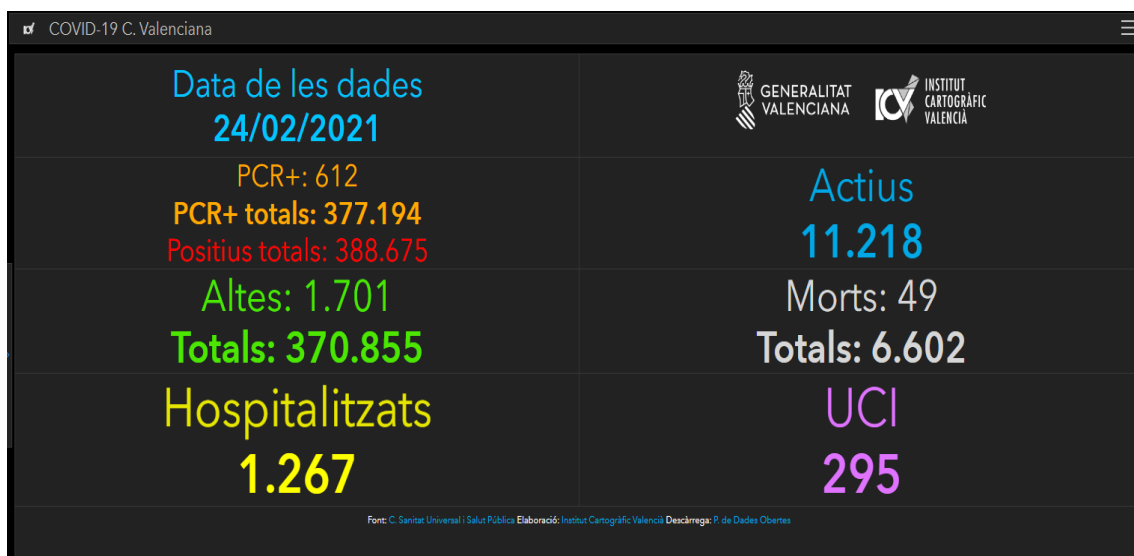 COVID-19 C. Valenciana
Data de les dades
24/02/2021
GENERALITAT
VALENCIANA
ICV
INSTITUT
CARTOGRÀFIC
VALENCIÀ
PCR+: 612
PCR+ totals: 377.194
Positius totals: 388.675
Actius
11.218
Altes: 1.701
Totals: 370.855
Morts: 49
Totals: 6.602
Hospitalitzats
1.267
UCI
295
Font: C. Sanitat Universal i Salut Pública Elaboració: Institut Cartogràfic Valencià Descàrrega: P. de Dades Obertes